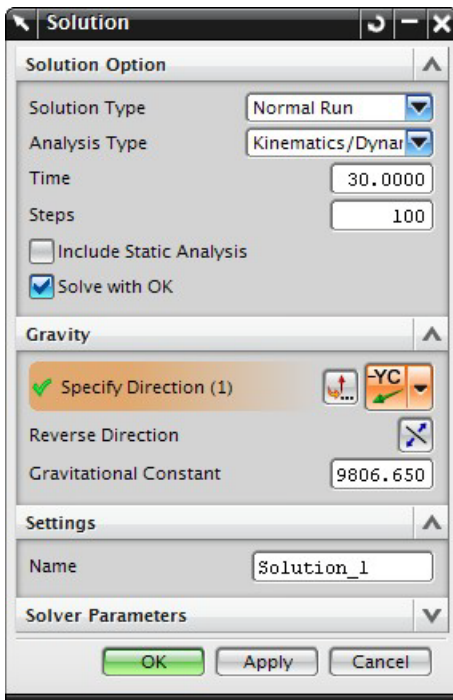 Solution
Solution Option
Solution Type Normal Run
Analysis Type Kinematics/Dynar
Time 30.0000
Steps 100
Include Static Analysis
Solve with OK
Gravity
Specify Direction (1) -YC
Reverse Direction
Gravitational Constant 9806.650
Settings
Name Solution_1
Solver Parameters
OK Apply Cancel